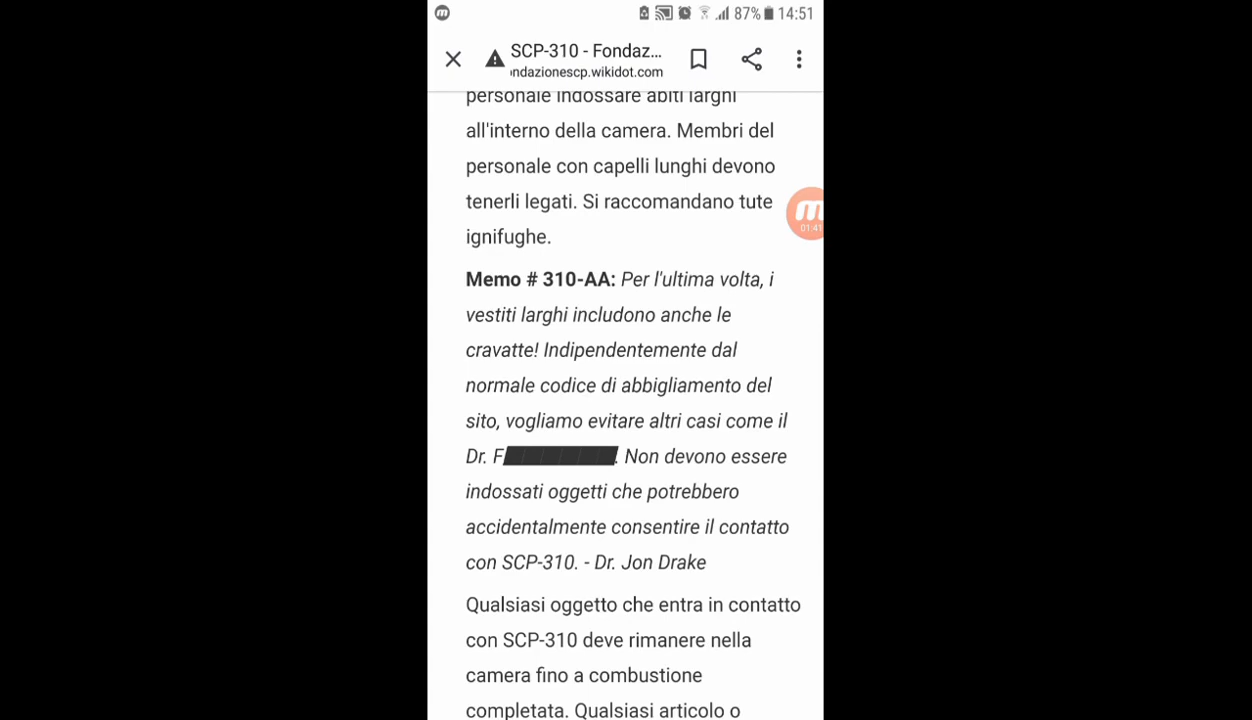 87% 14:51
SCP-310 - Fondaz...
ndazionescp.wikidot.com
personale indossare abiti larghi
all'interno della camera. Membri del
personale con capelli lunghi devono
tenerli legati. Si raccomandano tute
ignifughe.
01:41
Memo # 310-AA: Per l'ultima volta, i
vestiti larghi includono anche le
cravatte! Indipendentemente dal
normale codice di abbigliamento del
sito, vogliamo evitare altri casi come il
Dr. F████████. Non devono essere
indossati oggetti che potrebbero
accidentalmente consentire il contatto
con SCP-310. - Dr. Jon Drake
Qualsiasi oggetto che entra in contatto
con SCP-310 deve rimanere nella
camera fino a combustione
completata. Qualsiasi articolo o